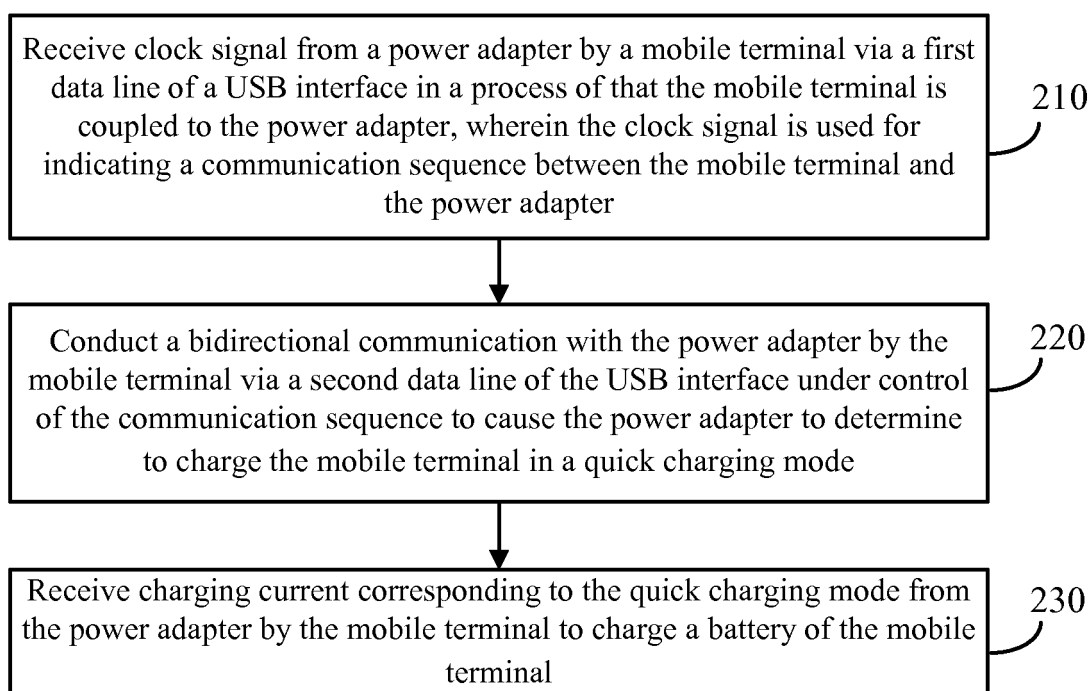 Receive clock signal from a power adapter by a mobile terminal via a first
data line of a USB interface in a process of that the mobile terminal is
coupled to the power adapter, wherein the clock signal is used for
indicating a communication sequence between the mobile terminal and
the power adapter
210
Conduct a bidirectional communication with the power adapter by the
mobile terminal via a second data line of the USB interface under control
of the communication sequence to cause the power adapter to determine
to charge the mobile terminal in a quick charging mode
220
Receive charging current corresponding to the quick charging mode from
the power adapter by the mobile terminal to charge a battery of the mobile
terminal
230